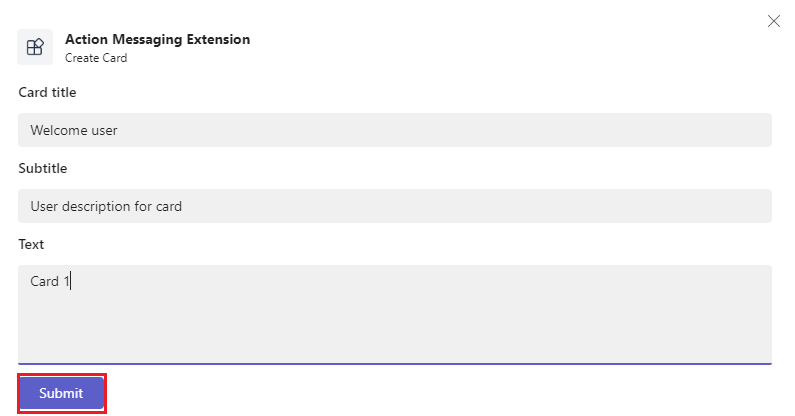 Action Messaging Extension
Create Card
Card title
Welcome user
Subtitle
User description for card
Text
Card 1
Submit